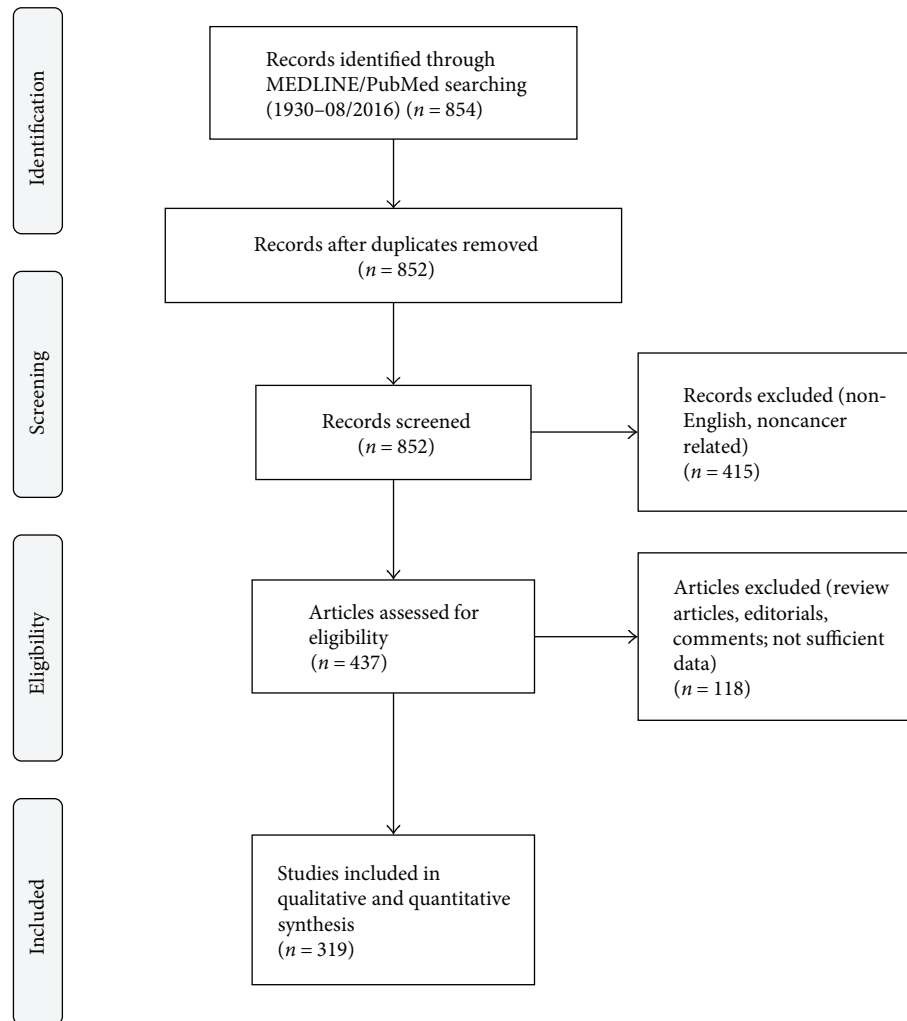 Identification
Records identified through
MEDLINE/PubMed searching
(1930–08/2016) (n = 854)
Records after duplicates removed
(n = 852)
Screening
Records screened
(n = 852)
Records excluded (non-
English, noncancer
related)
(n = 415)
Eligibility
Articles assessed for
eligibility
(n = 437)
Articles excluded (review
articles, editorials,
comments; not sufficient
data)
(n = 118)
Included
Studies included in
qualitative and quantitative
synthesis
(n = 319)